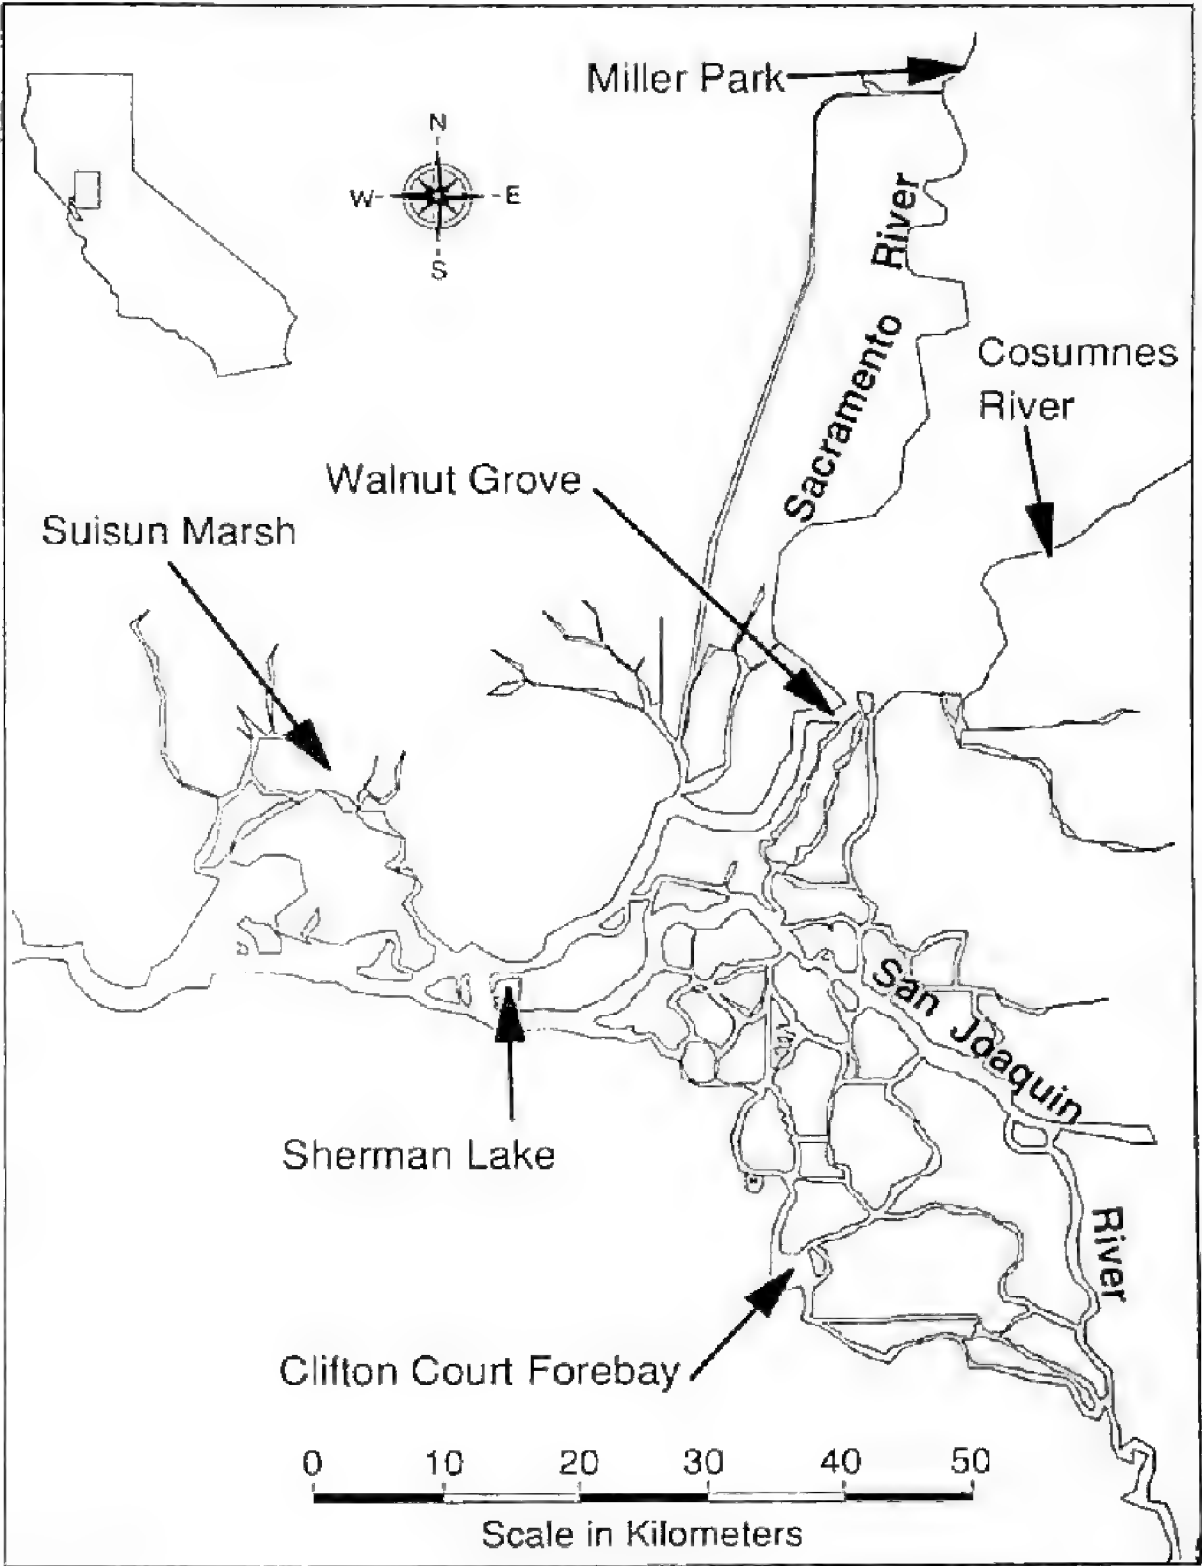 Miller Park
N
W
E
S
Sacramento River
Cosumnes
River
Walnut Grove
Suisun Marsh
San Joaquin
River
Sherman Lake
Clifton Court Forebay
0 10 20 30 40 50
Scale in Kilometers